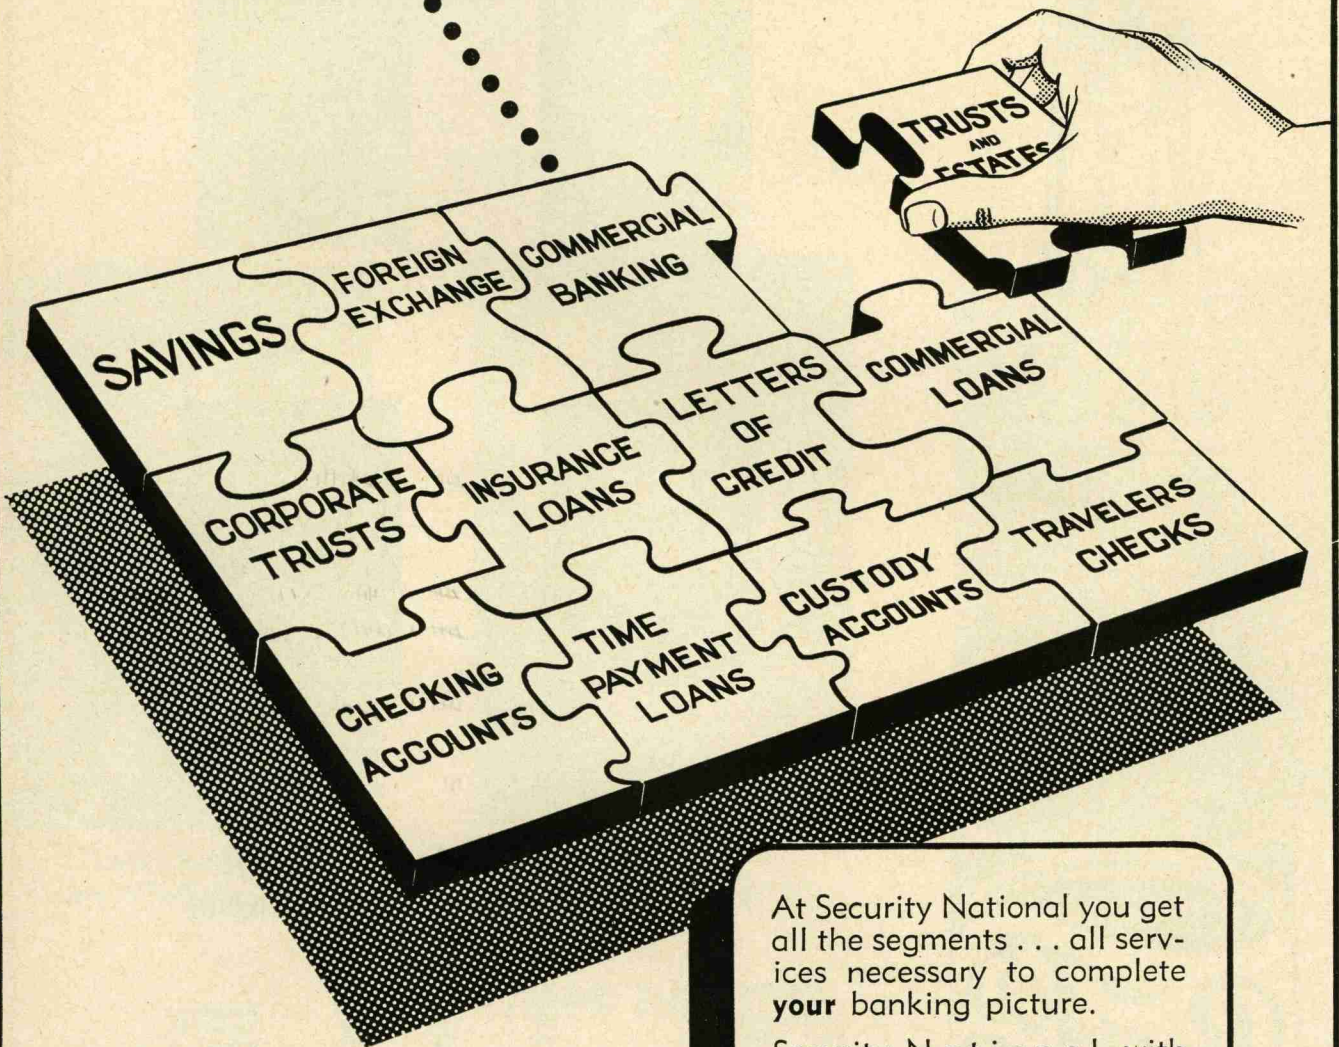 TRUSTS
AND
ESTATES
FOREIGN
EXCHANGE
COMMERCIAL
BANKING
SAVINGS
COMMERCIAL
LOANS
LETTERS
OF
CREDIT
INSURANCE
LOANS
CORPORATE
TRUSTS
TRAVELERS
CHECKS
CUSTODY
ACCOUNTS
TIME
PAYMENT
LOANS
CHECKING
ACCOUNTS
At Security National you get
all the segments . . . all serv-
ices necessary to complete
your banking picture.